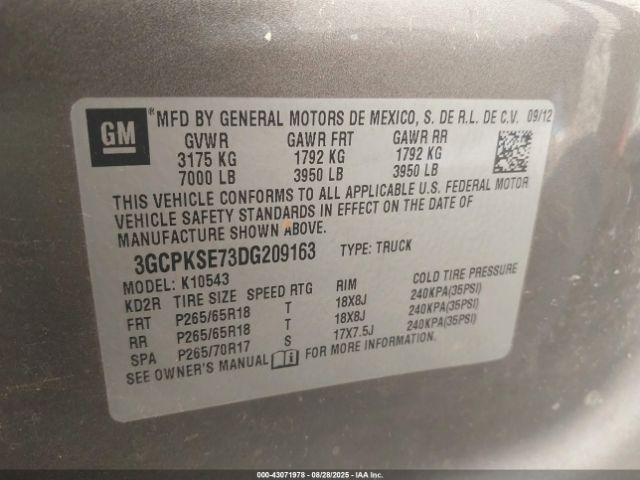 GM ®MFD BY GENERAL MOTORS DE MEXICO, S. DE R.L. DE C.V. 09/12
GVWR GAWR FRT GAWR RR
3175 KG 1792 KG 1792 KG
7000 LB 3950 LB 3950 LB
THIS VEHICLE CONFORMS TO ALL APPLICABLE U.S. FEDERAL MOTOR
VEHICLE SAFETY STANDARDS IN EFFECT ON THE DATE OF
MANUFACTURE SHOWN ABOVE.
3GCPKSE73DG209163 TYPE: TRUCK
MODEL: K10543
KD2R TIRE SIZE SPEED RTG RIM COLD TIRE PRESSURE
FRT P265/65R18 T 18X8J 240KPA(35PSI)
RR P265/65R18 T 18X8J 240KPA(35PSI)
SPA P265/70R17 S 17X7.5J 240KPA(35PSI)
SEE OWNER'S MANUAL i FOR MORE INFORMATION.
000-43071978 - 08/28/2025 - IAAI, Inc.